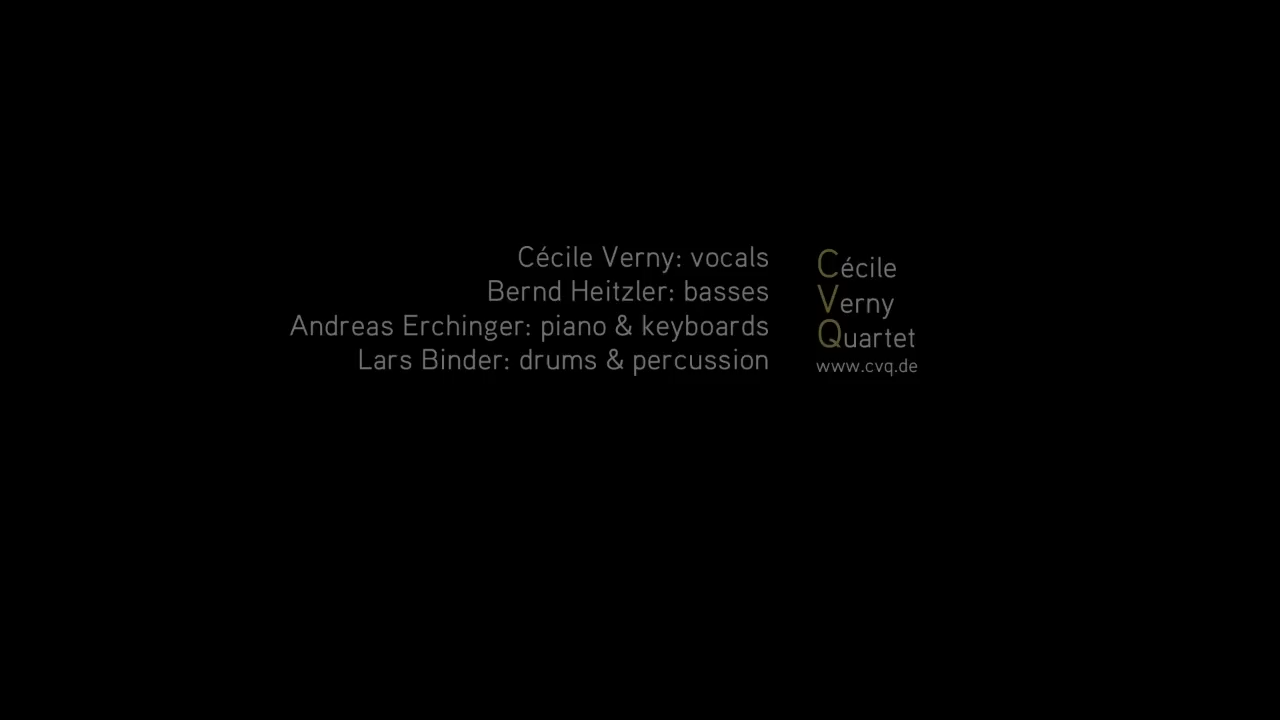 Cécile Verny: vocals
Bernd Heitzler: basses
Andreas Erchinger: piano & keyboards
Lars Binder: drums & percussion
Cécile
Verny
Quartet
www.cvq.de